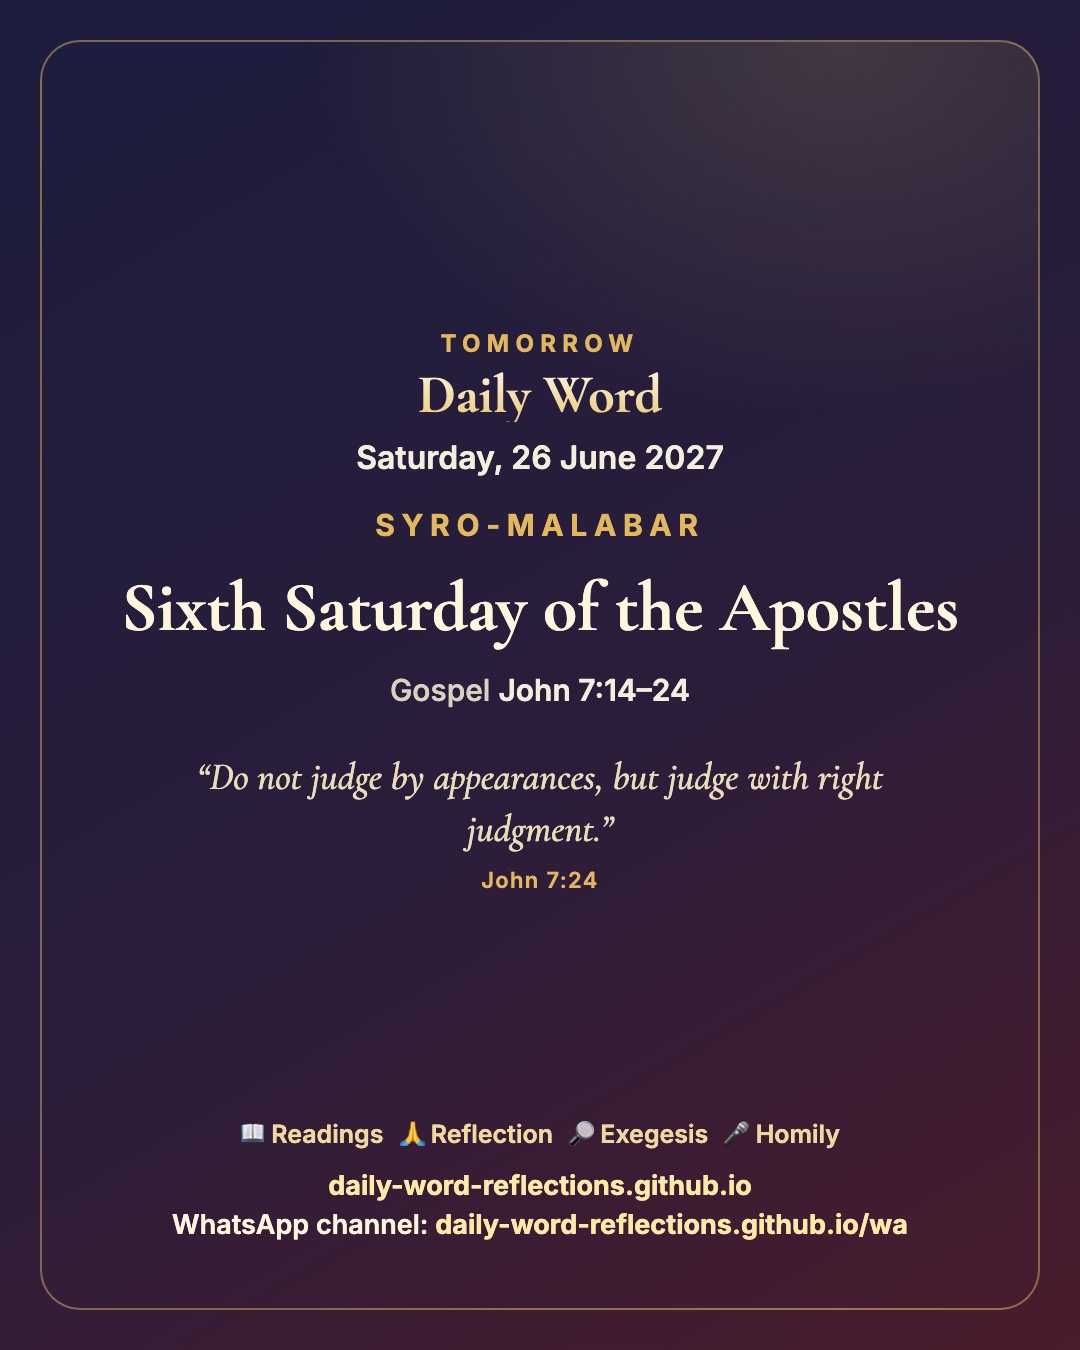 TOMORROW
Daily Word
Saturday, 26 June 2027
SYRO-MALABAR
Sixth Saturday of the Apostles
Gospel John 7:14–24
“Do not judge by appearances, but judge with right
judgment.”
John 7:24
📖 Readings 🙏 Reflection 🔎 Exegesis 🎤 Homily
daily-word-reflections.github.io
WhatsApp channel: daily-word-reflections.github.io/wa